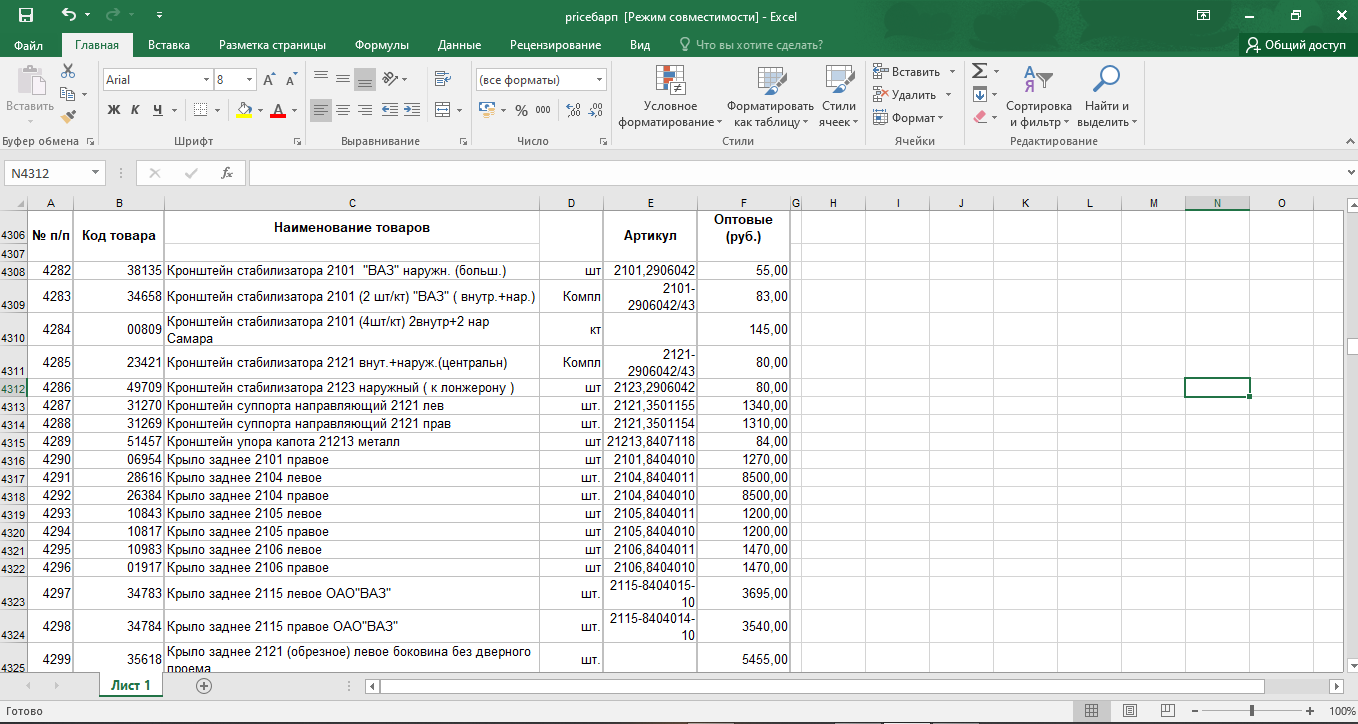 pricебарп [Режим совместимости] - Excel
Файл Главная Вставка Разметка страницы Формулы Данные Рецензирование Вид Что вы хотите сделать? Общий доступ
Вставить
Arial 8
Ж К Ч
(все форматы)
% 000
Условное форматирование
Форматировать как таблицу
Стили ячеек
Вставить
Удалить
Формат
Сортировка и фильтр
Найти и выделить
Буфер обмена Шрифт Выравнивание Число Стили Ячейки Редактирование
N4312 fx
A B C D E F G H I J K L M N O
4306 № п/п Код товара Наименование товаров Артикул Оптовые (руб.)
4307
4308 4282 38135 Кронштейн стабилизатора 2101 "ВАЗ" наружн. (больш.) шт 2101,2906042 55,00
4309 4283 34658 Кронштейн стабилизатора 2101 (2 шт/кт) "ВАЗ" ( внутр.+нар.) Компл 2101-2906042/43 83,00
4310 4284 00809 Кронштейн стабилизатора 2101 (4шт/кт) 2внутр+2 нар Самара кт 145,00
4311 4285 23421 Кронштейн стабилизатора 2121 внут.+наруж.(центральн) Компл 2121-2906042/43 80,00
4312 4286 49709 Кронштейн стабилизатора 2123 наружный ( к лонжерону ) шт 2123,2906042 80,00
4313 4287 31270 Кронштейн суппорта направляющий 2121 лев шт. 2121,3501155 1340,00
4314 4288 31269 Кронштейн суппорта направляющий 2121 прав шт. 2121,3501154 1310,00
4315 4289 51457 Кронштейн упора капота 21213 металл шт 21213,8407118 84,00
4316 4290 06954 Крыло заднее 2101 правое шт 2101,8404010 1270,00
4317 4291 28616 Крыло заднее 2104 левое шт. 2104,8404011 8500,00
4318 4292 26384 Крыло заднее 2104 правое шт. 2104,8404010 8500,00
4319 4293 10843 Крыло заднее 2105 левое шт 2105,8404011 1200,00
4320 4294 10817 Крыло заднее 2105 правое шт 2105,8404010 1200,00
4321 4295 10983 Крыло заднее 2106 левое шт 2106,8404011 1470,00
4322 4296 01917 Крыло заднее 2106 правое шт 2106,8404010 1470,00
4323 4297 34783 Крыло заднее 2115 левое ОАО"ВАЗ" шт. 2115-8404015-10 3695,00
4324 4298 34784 Крыло заднее 2115 правое ОАО"ВАЗ" шт. 2115-8404014-10 3540,00
4325 4299 35618 Крыло заднее 2121 (обрезное) левое боковина без дверного проема шт. 5455,00
Лист 1
Готово 100%